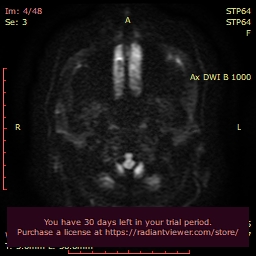 Im: 4/48
Se: 3
A
STP64
STP64
F
Ax DWI B 1000
R
L
You have 30 days left in your trial period.
Purchase a license at https://radiantviewer.com/store/